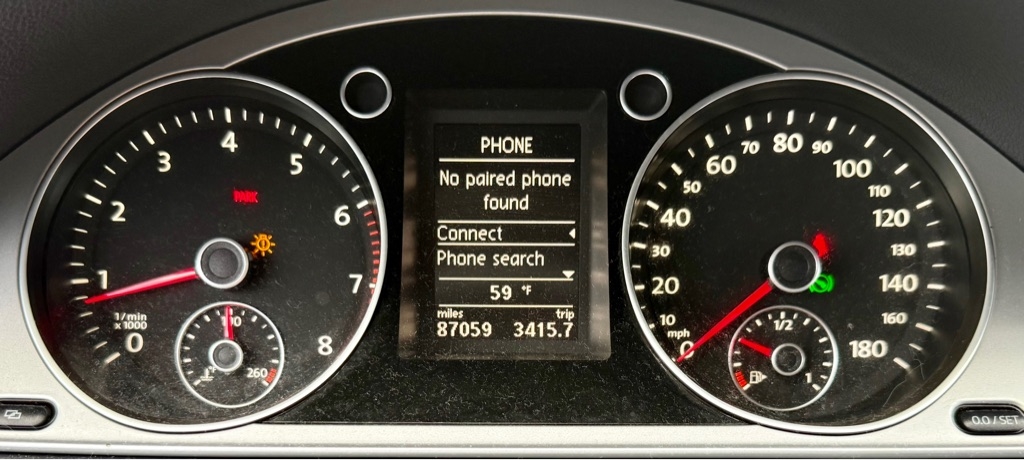 4
3
5
2
6
1
7
1/min
x 1000
0
8
260
PHONE
No paired phone
found
Connect
Phone search
59 °F
miles trip
87059 3415.7
80
70
90
60
100
50
110
40
120
30
130
20
140
10
160
mph
0
180
1/2
1
0.0 / SET